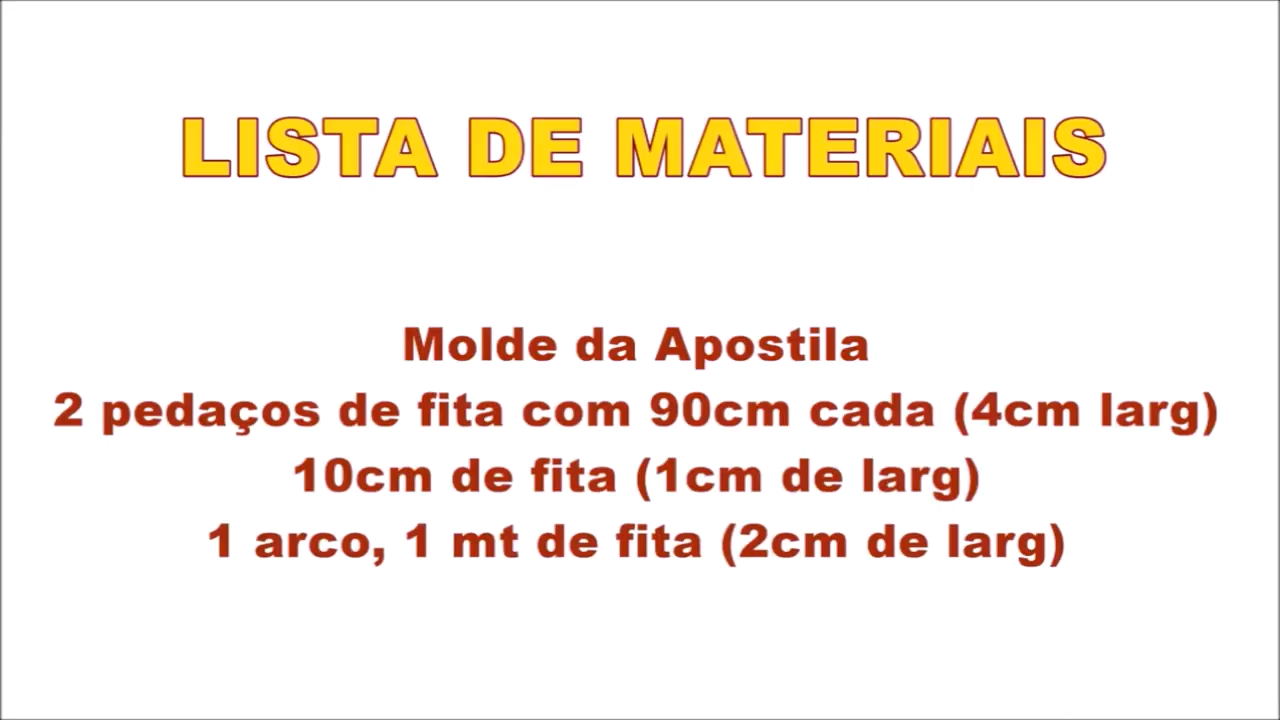 LISTA DE MATERIAIS
Molde da Apostila
2 pedaços de fita com 90cm cada (4cm larg)
10cm de fita (1cm de larg)
1 arco, 1 mt de fita (2cm de larg)